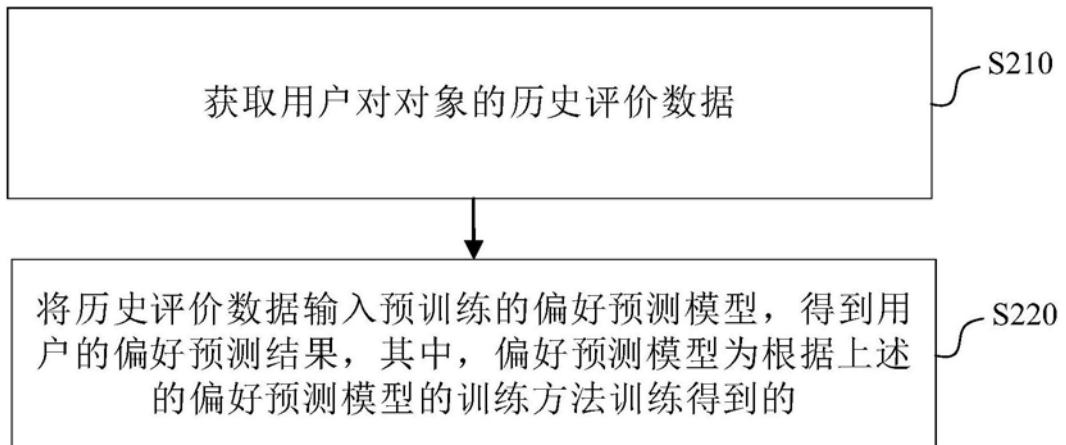 获取用户对对象的历史评价数据
S210
将历史评价数据输入预训练的偏好预测模型，得到用
户的偏好预测结果，其中，偏好预测模型为根据上述
的偏好预测模型的训练方法训练得到的
S220